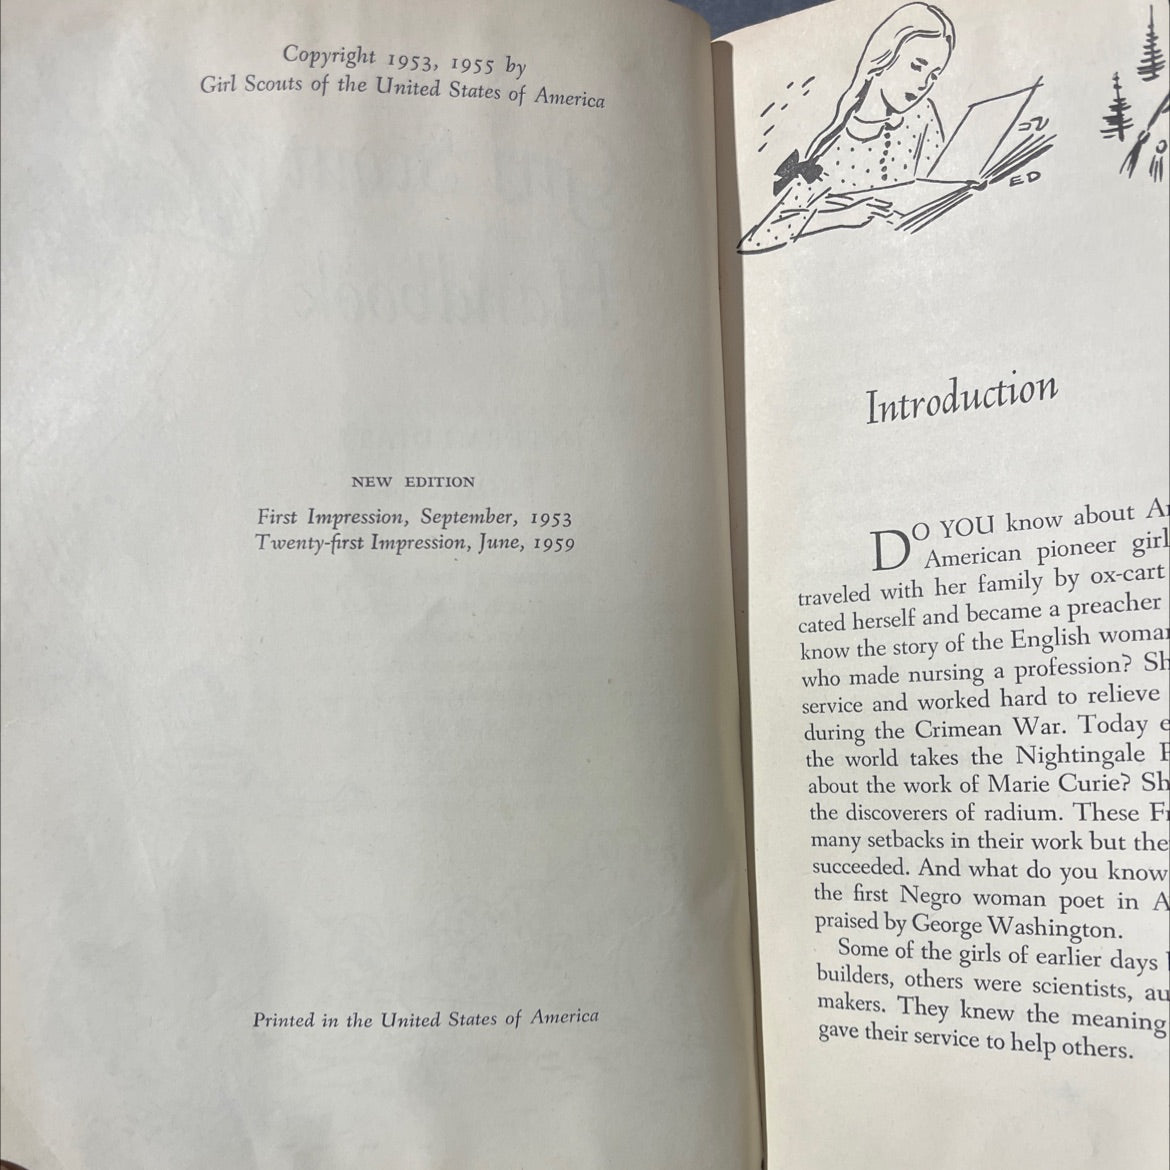 Copyright 1953, 1955 by
Girl Scouts of the United States of America
NEW EDITION
First Impression, September, 1953
Twenty-first Impression, June, 1959
Printed in the United States of America
ED
Introduction
DO YOU know about
American pioneer girl
traveled with her family by ox-cart
cated herself and became a preacher
know the story of the English
who made nursing a profession?
service and worked hard to relieve
during the Crimean War. Today
the world takes the Nightingale
about the work of Marie Curie?
the discoverers of radium. These
many setbacks in their work but
succeeded. And what do you know
the first Negro woman poet in
praised by George Washington.
Some of the girls of earlier days
builders, others were scientists,
makers. They knew the meaning
gave their service to help others.